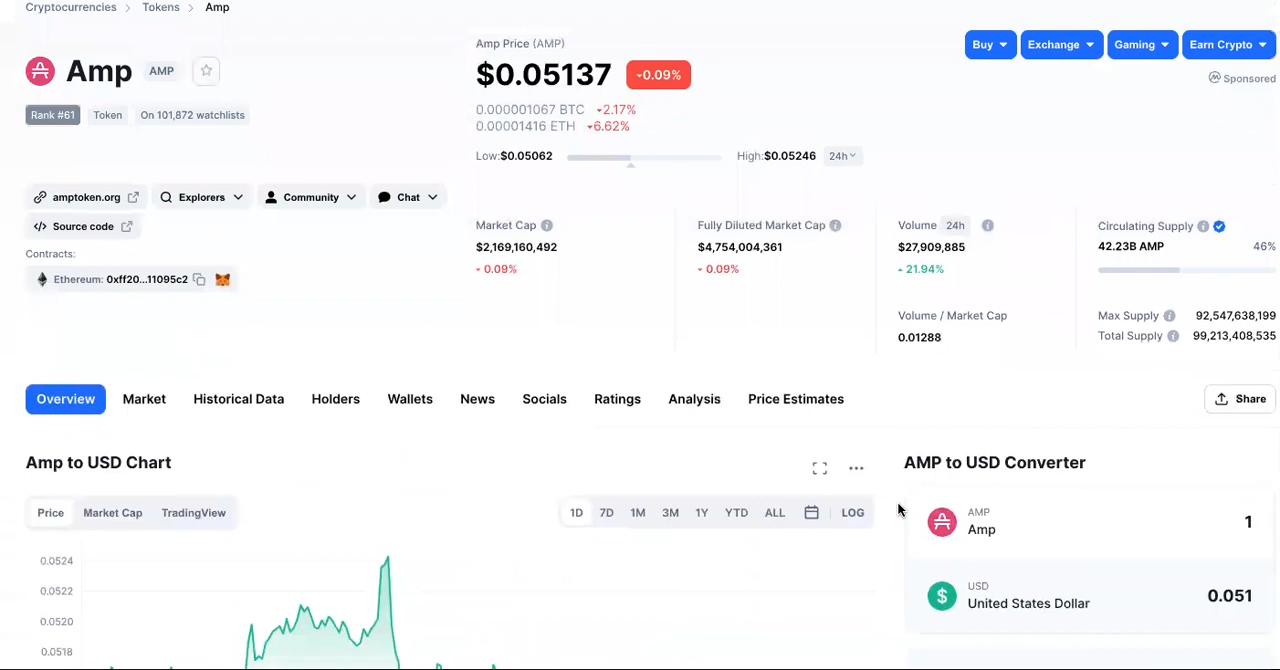 Cryptocurrencies > Tokens > Amp
Amp AMP
Rank #61 Token On 101,872 watchlists
amptoken.org Explorers Community Chat
Source code
Contracts:
Ethereum: 0xff20...11095c2
Amp Price (AMP)
$0.05137 -0.09%
0.000001067 BTC 2.17%
0.00001416 ETH 6.62%
Low:$0.05062 High:$0.05246 24h
Buy Exchange Gaming Earn Crypto
Sponsored
Market Cap
$2,169,160,492
0.09%
Fully Diluted Market Cap
$4,754,004,361
0.09%
Volume 24h
$27,909,885
21.94%
Volume / Market Cap
0.01288
Circulating Supply
42.23B AMP 46%
Max Supply 92,547,638,199
Total Supply 99,213,408,535
Overview Market Historical Data Holders Wallets News Socials Ratings Analysis Price Estimates Share
Amp to USD Chart
Price Market Cap TradingView 1D 7D 1M 3M 1Y YTD ALL LOG
0.0524
0.0522
0.0520
0.0518
AMP to USD Converter
AMP
Amp 1
USD
United States Dollar 0.051